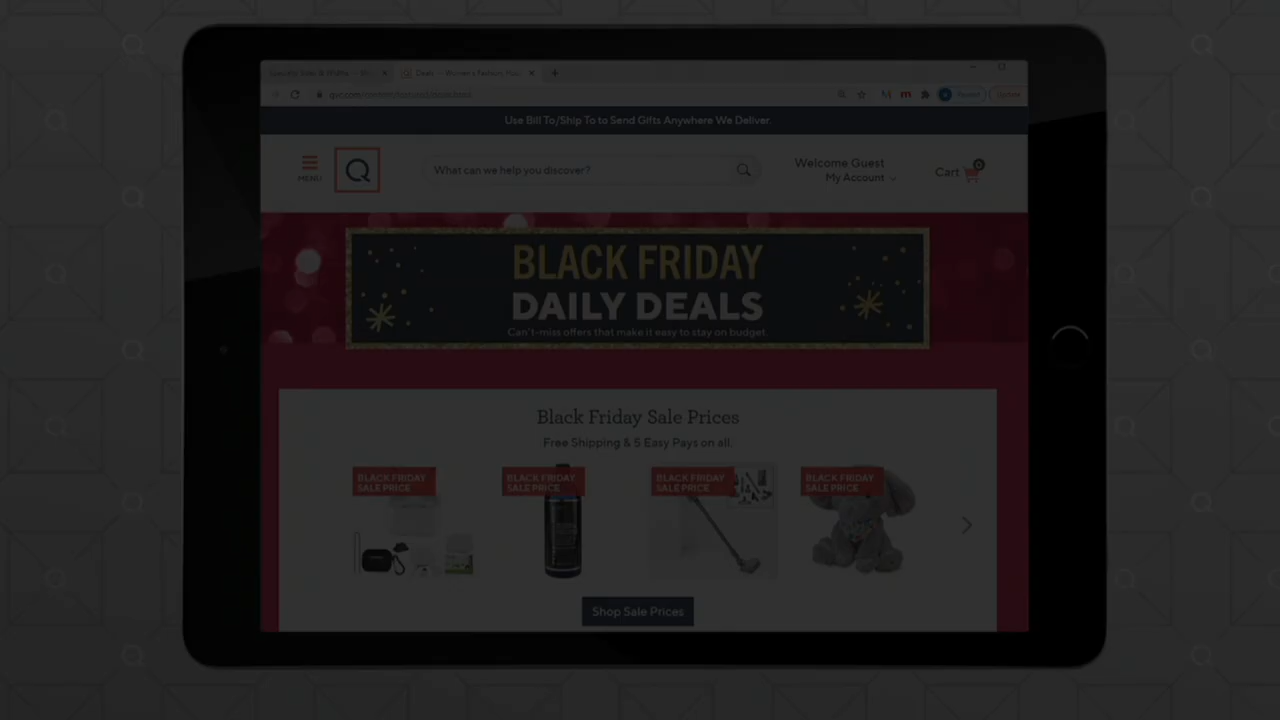 Use Bill To/Ship To to Send Gifts Anywhere We Deliver.
MENU
Q
What can we help you discover?
Welcome Guest
My Account
Cart
0
BLACK FRIDAY
DAILY DEALS
Can't-miss offers that make it easy to stay on budget.
Black Friday Sale Prices
Free Shipping & 5 Easy Pays on all.
BLACK FRIDAY
SALE PRICE
BLACK FRIDAY
SALE PRICE
BLACK FRIDAY
SALE PRICE
BLACK FRIDAY
SALE PRICE
Shop Sale Prices